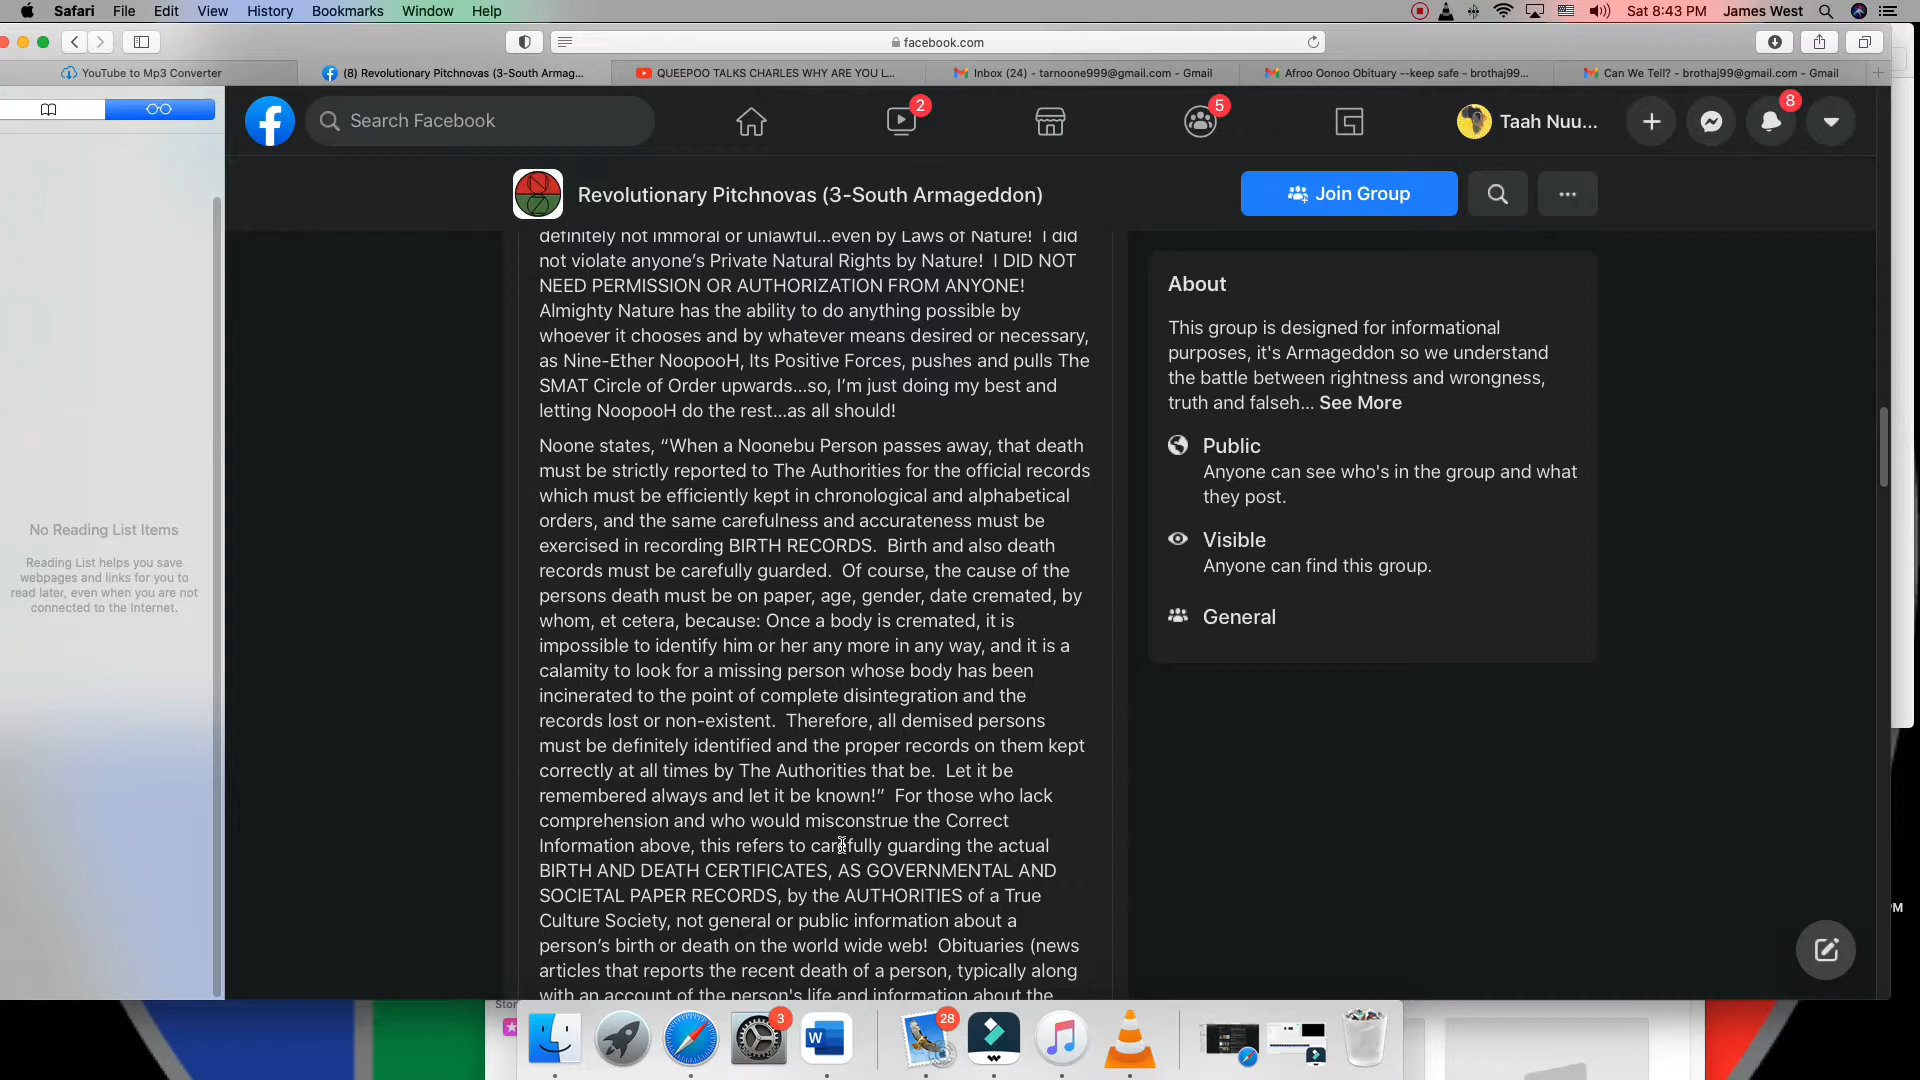 Safari File Edit View History Bookmarks Window Help
Sat 8:43 PM James West
facebook.com
YouTube to Mp3 Converter
(8) Revolutionary Pitchnovas (3-South Armag...
QUEEPOO TALKS CHARLES WHY ARE YOU L...
Inbox (24) - tarnoone999@gmail.com - Gmail
Afroo Oonoo Obituary --keep safe - brothaj99...
Can We Tell? - brothaj99@gmail.com - Gmail
Search Facebook
2
5
Taah Nuu...
8
Revolutionary Pitchnovas (3-South Armageddon)
Join Group
definitely not immoral or unlawful...even by Laws of Nature! I did
not violate anyone's Private Natural Rights by Nature! I DID NOT
NEED PERMISSION OR AUTHORIZATION FROM ANYONE!
Almighty Nature has the ability to do anything possible by
whoever it chooses and by whatever means desired or necessary,
as Nine-Ether NoopooH, Its Positive Forces, pushes and pulls The
SMAT Circle of Order upwards...so, I'm just doing my best and
letting NoopooH do the rest...as all should!
Noone states, “When a Noonebu Person passes away, that death
must be strictly reported to The Authorities for the official records
which must be efficiently kept in chronological and alphabetical
orders, and the same carefulness and accurateness must be
exercised in recording BIRTH RECORDS. Birth and also death
records must be carefully guarded. Of course, the cause of the
persons death must be on paper, age, gender, date cremated, by
whom, et cetera, because: Once a body is cremated, it is
impossible to identify him or her any more in any way, and it is a
calamity to look for a missing person whose body has been
incinerated to the point of complete disintegration and the
records lost or non-existent. Therefore, all demised persons
must be definitely identified and the proper records on them kept
correctly at all times by The Authorities that be. Let it be
remembered always and let it be known!” For those who lack
comprehension and who would misconstrue the Correct
Information above, this refers to carefully guarding the actual
BIRTH AND DEATH CERTIFICATES, AS GOVERNMENTAL AND
SOCIETAL PAPER RECORDS, by the AUTHORITIES of a True
Culture Society, not general or public information about a
person's birth or death on the world wide web! Obituaries (news
articles that reports the recent death of a person, typically along
with an account of the person's life and information about the
About
This group is designed for informational
purposes, it's Armageddon so we understand
the battle between rightness and wrongness,
truth and falseh... See More
Public
Anyone can see who's in the group and what
they post.
Visible
Anyone can find this group.
General
No Reading List Items
Reading List helps you save
webpages and links for you to
read later, even when you are not
connected to the Internet.
PM
Stor
3
28